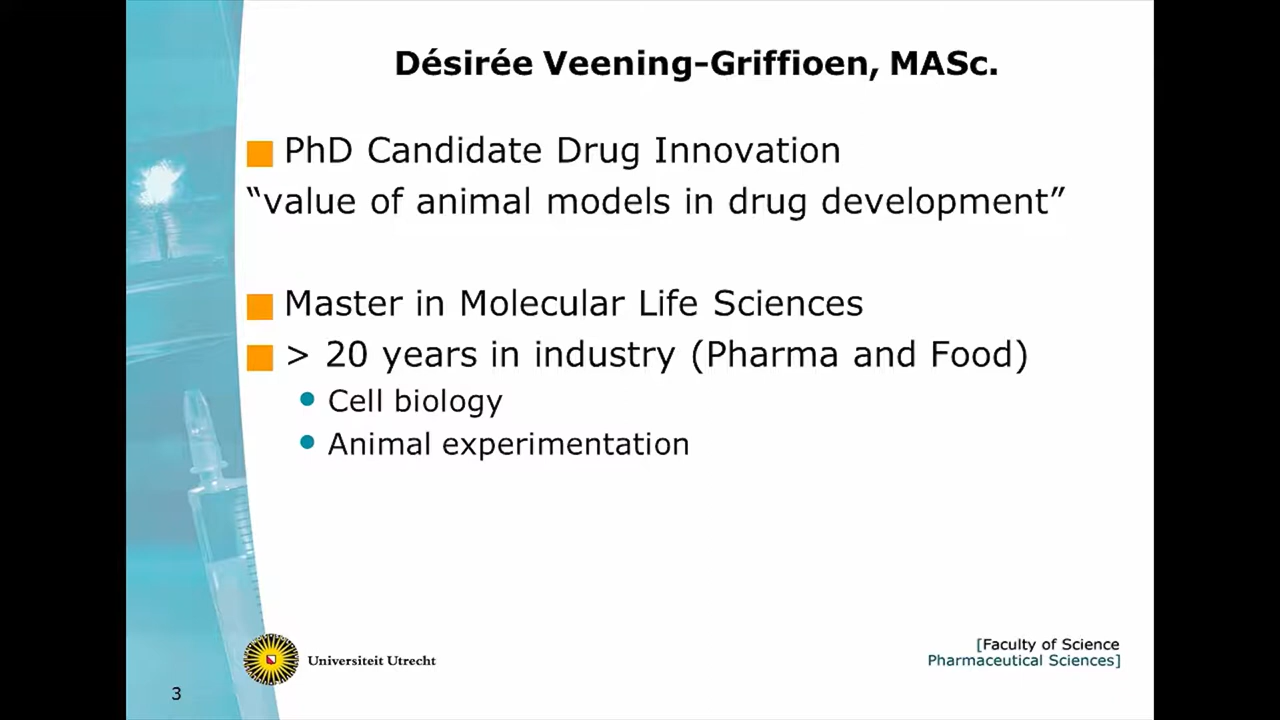 Désirée Veening-Griffioen, MASc.
PhD Candidate Drug Innovation
“value of animal models in drug development”
Master in Molecular Life Sciences
> 20 years in industry (Pharma and Food)
Cell biology
Animal experimentation
Universiteit Utrecht
[Faculty of Science
Pharmaceutical Sciences]
3